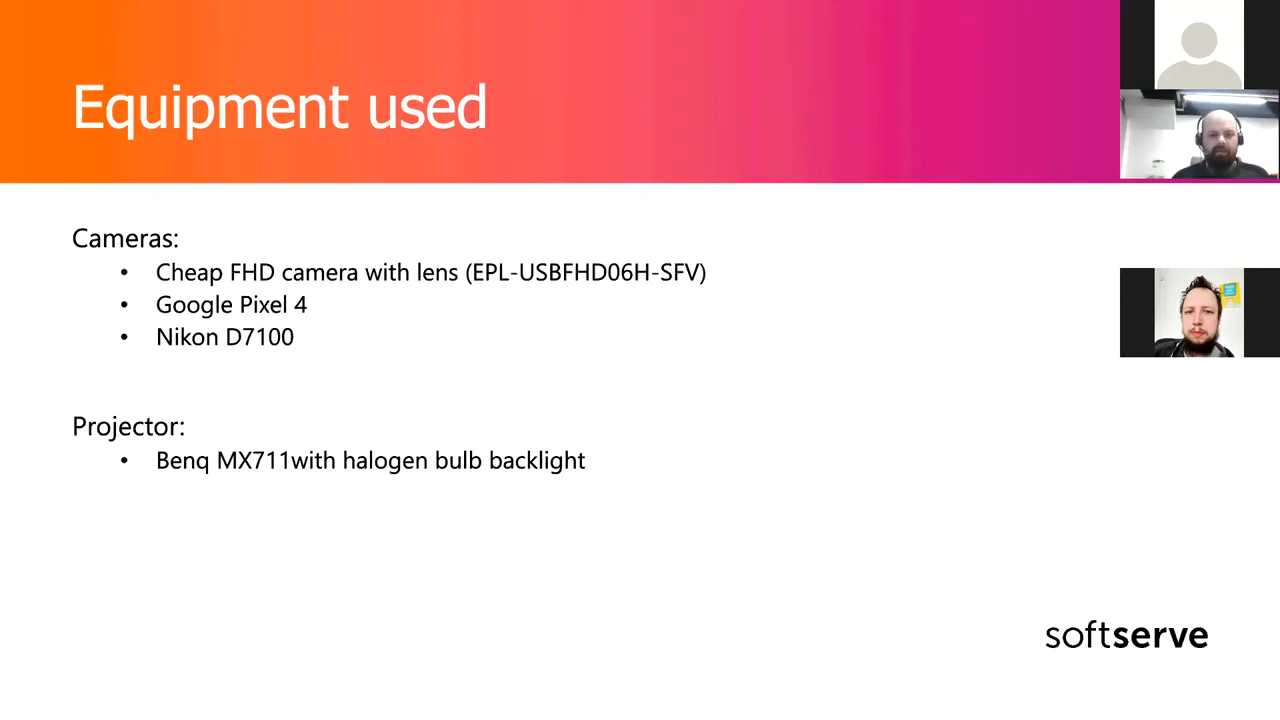 Equipment used
Cameras:
• Cheap FHD camera with lens (EPL-USBFHD06H-SFV)
• Google Pixel 4
• Nikon D7100
Projector:
• Benq MX711with halogen bulb backlight
softserve